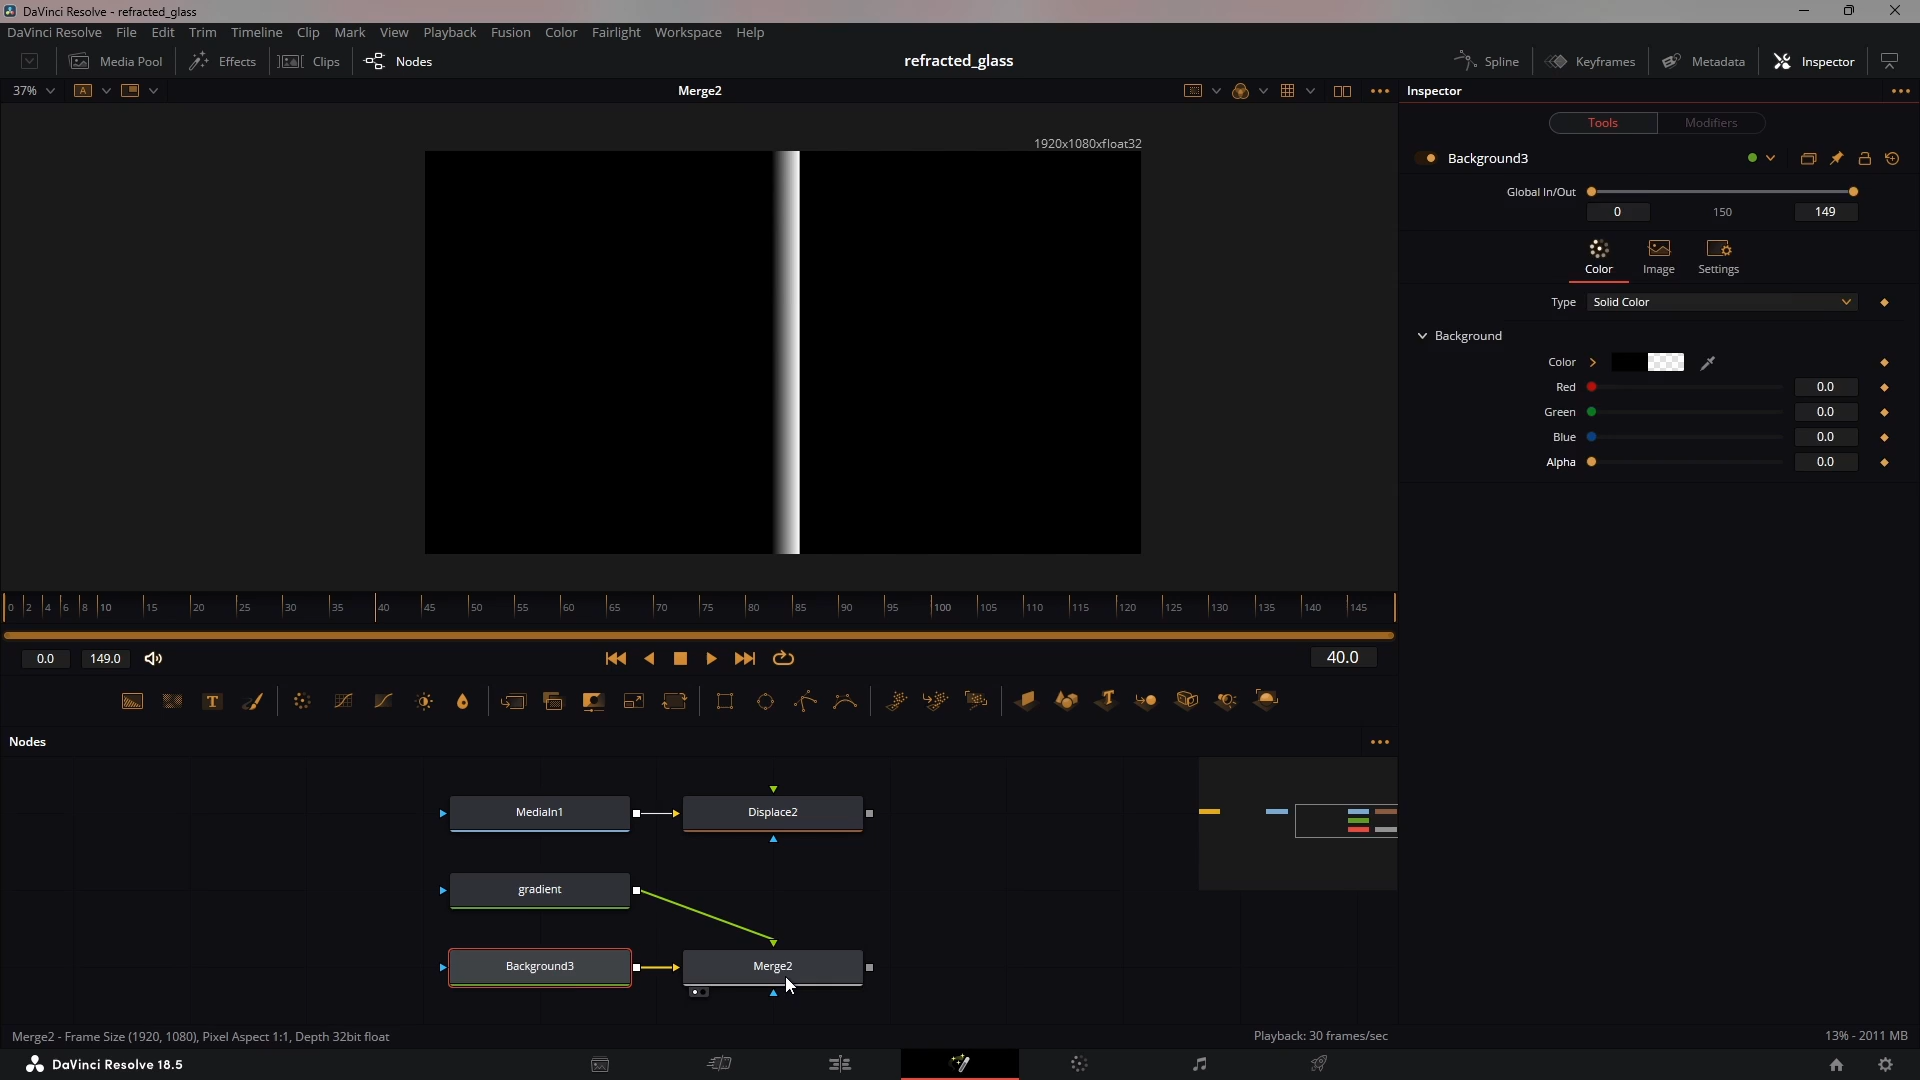 DaVinci Resolve - refracted_glass
DaVinci Resolve File Edit Trim Timeline Clip Mark View Playback Fusion Color Fairlight Workspace Help
Media Pool Effects Clips Nodes refracted_glass Spline Keyframes Metadata Inspector
37% A Merge2 Inspector
1920x1080xfloat32
Tools Modifiers
Background3
Global In/Out
0 150 149
Color Image Settings
Type Solid Color
Background
Color
Red 0.0
Green 0.0
Blue 0.0
Alpha 0.0
0 2 4 6 8 10 15 20 25 30 35 40 45 50 55 60 65 70 75 80 85 90 95 100 105 110 115 120 125 130 135 140 145
0.0 149.0 40.0
T T
Nodes
MediaIn1 Displace2
gradient
Background3 Merge2
Merge2 - Frame Size (1920, 1080), Pixel Aspect 1:1, Depth 32bit float Playback: 30 frames/sec 13% - 2011 MB
DaVinci Resolve 18.5